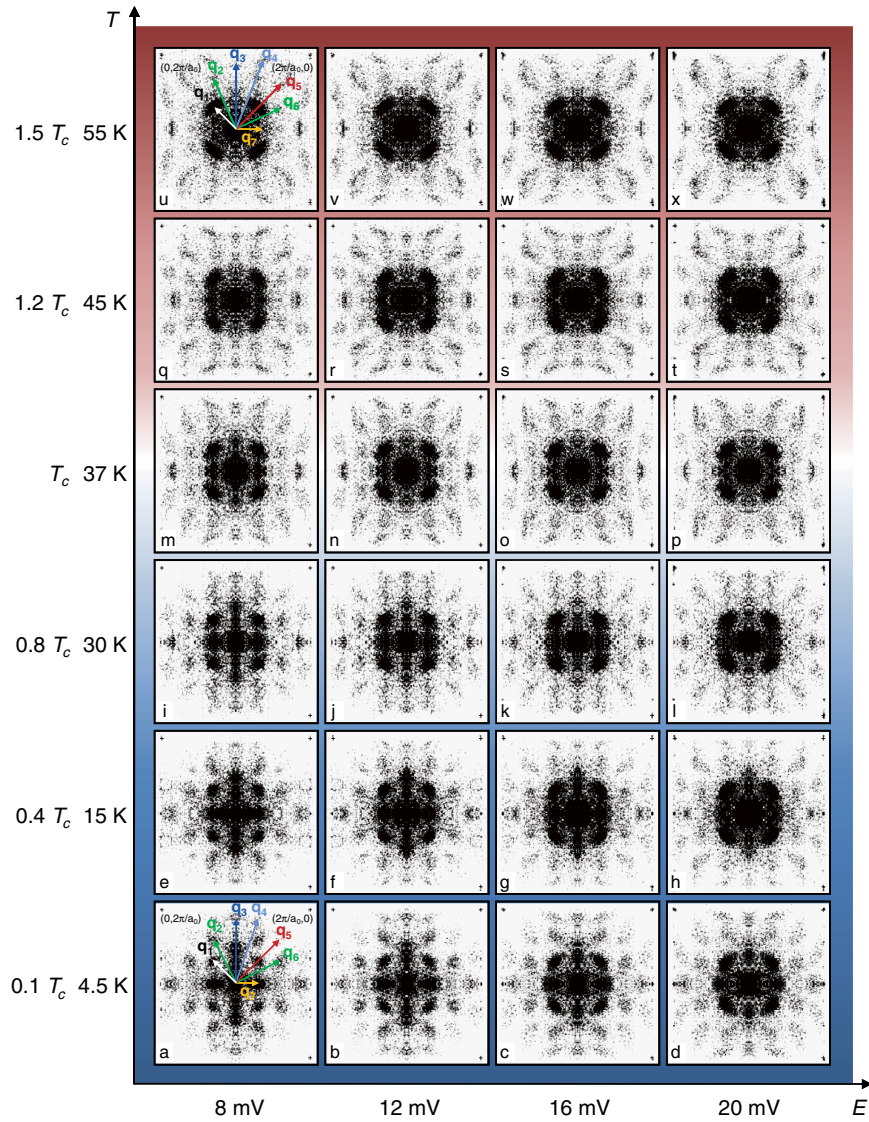 T
q3
q4
q2
(0,2π/a0)
(2π/a0,0)
q5
q1
q6
q7
1.5 Tc 55 K
u
v
w
x
1.2 Tc 45 K
q
r
s
t
Tc 37 K
m
n
o
p
0.8 Tc 30 K
i
j
k
l
0.4 Tc 15 K
e
f
g
h
q3
q4
(0,2π/a0)
(2π/a0,0)
q2
q5
q6
0.1 Tc 4.5 K
a
b
c
d
8 mV
12 mV
16 mV
20 mV
E